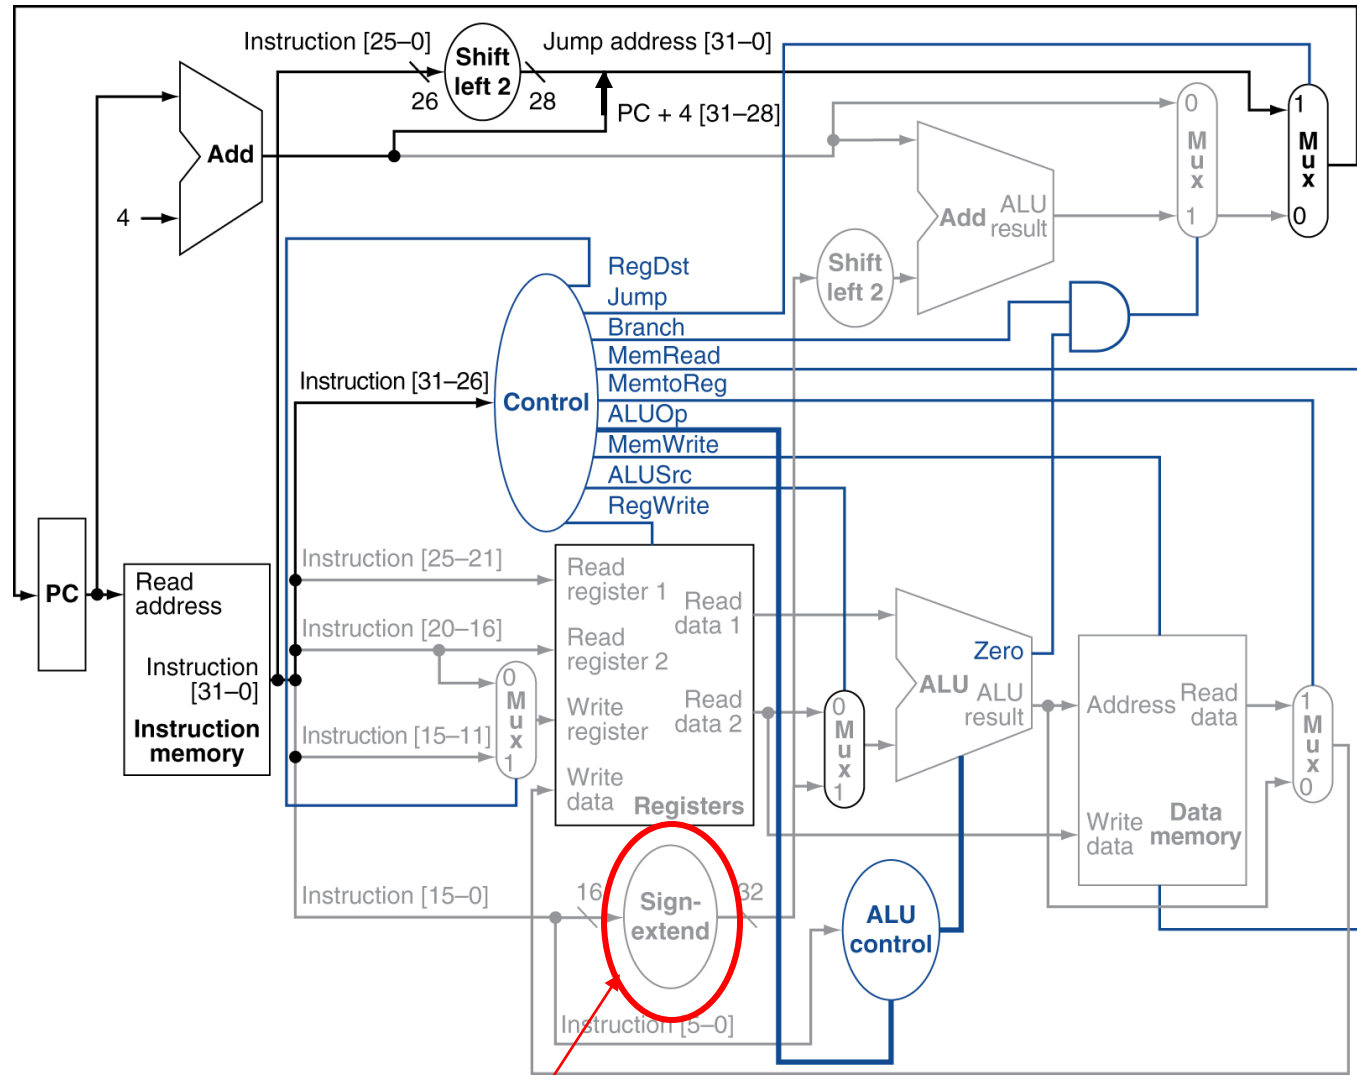 Instruction [25–0]
Shift
left 2
Jump address [31–0]
26
28
PC + 4 [31–28]
Add
4
0
M
u
x
1
1
M
u
x
0
Add
ALU
result
Shift
left 2
RegDst
Jump
Branch
MemRead
MemtoReg
ALUOp
MemWrite
ALUSrc
RegWrite
Instruction [31–26]
Control
PC
Read
address
Instruction
[31–0]
Instruction
memory
Instruction [25–21]
Instruction [20–16]
Instruction [15–11]
0
M
u
x
1
Read
register 1
Read
register 2
Write
register
Write
data
Read
data 1
Read
data 2
Registers
0
M
u
x
1
Zero
ALU
ALU
result
Address
Read
data
Write
data
Data
memory
1
M
u
x
0
Instruction [15–0]
16
Sign-
extend
32
ALU
control
Instruction [5–0]